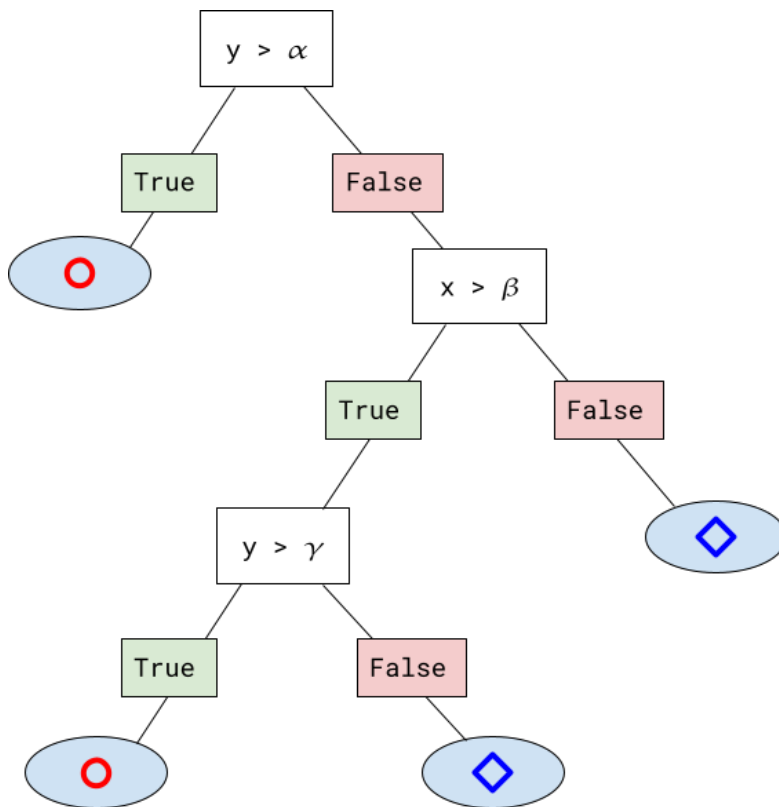 y > α
True
False
x > β
True
False
y > γ
True
False